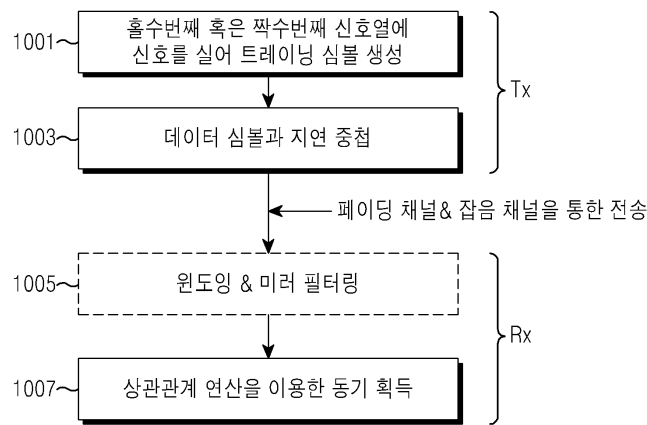 1001
홀수번째 혹은 짝수번째 신호열에
신호를 실어 트레이닝 심볼 생성
Tx
1003
데이터 심볼과 지연 중첩
페이딩 채널& 잡음 채널을 통한 전송
1005
윈도잉 & 미러 필터링
Rx
1007
상관관계 연산을 이용한 동기 획득